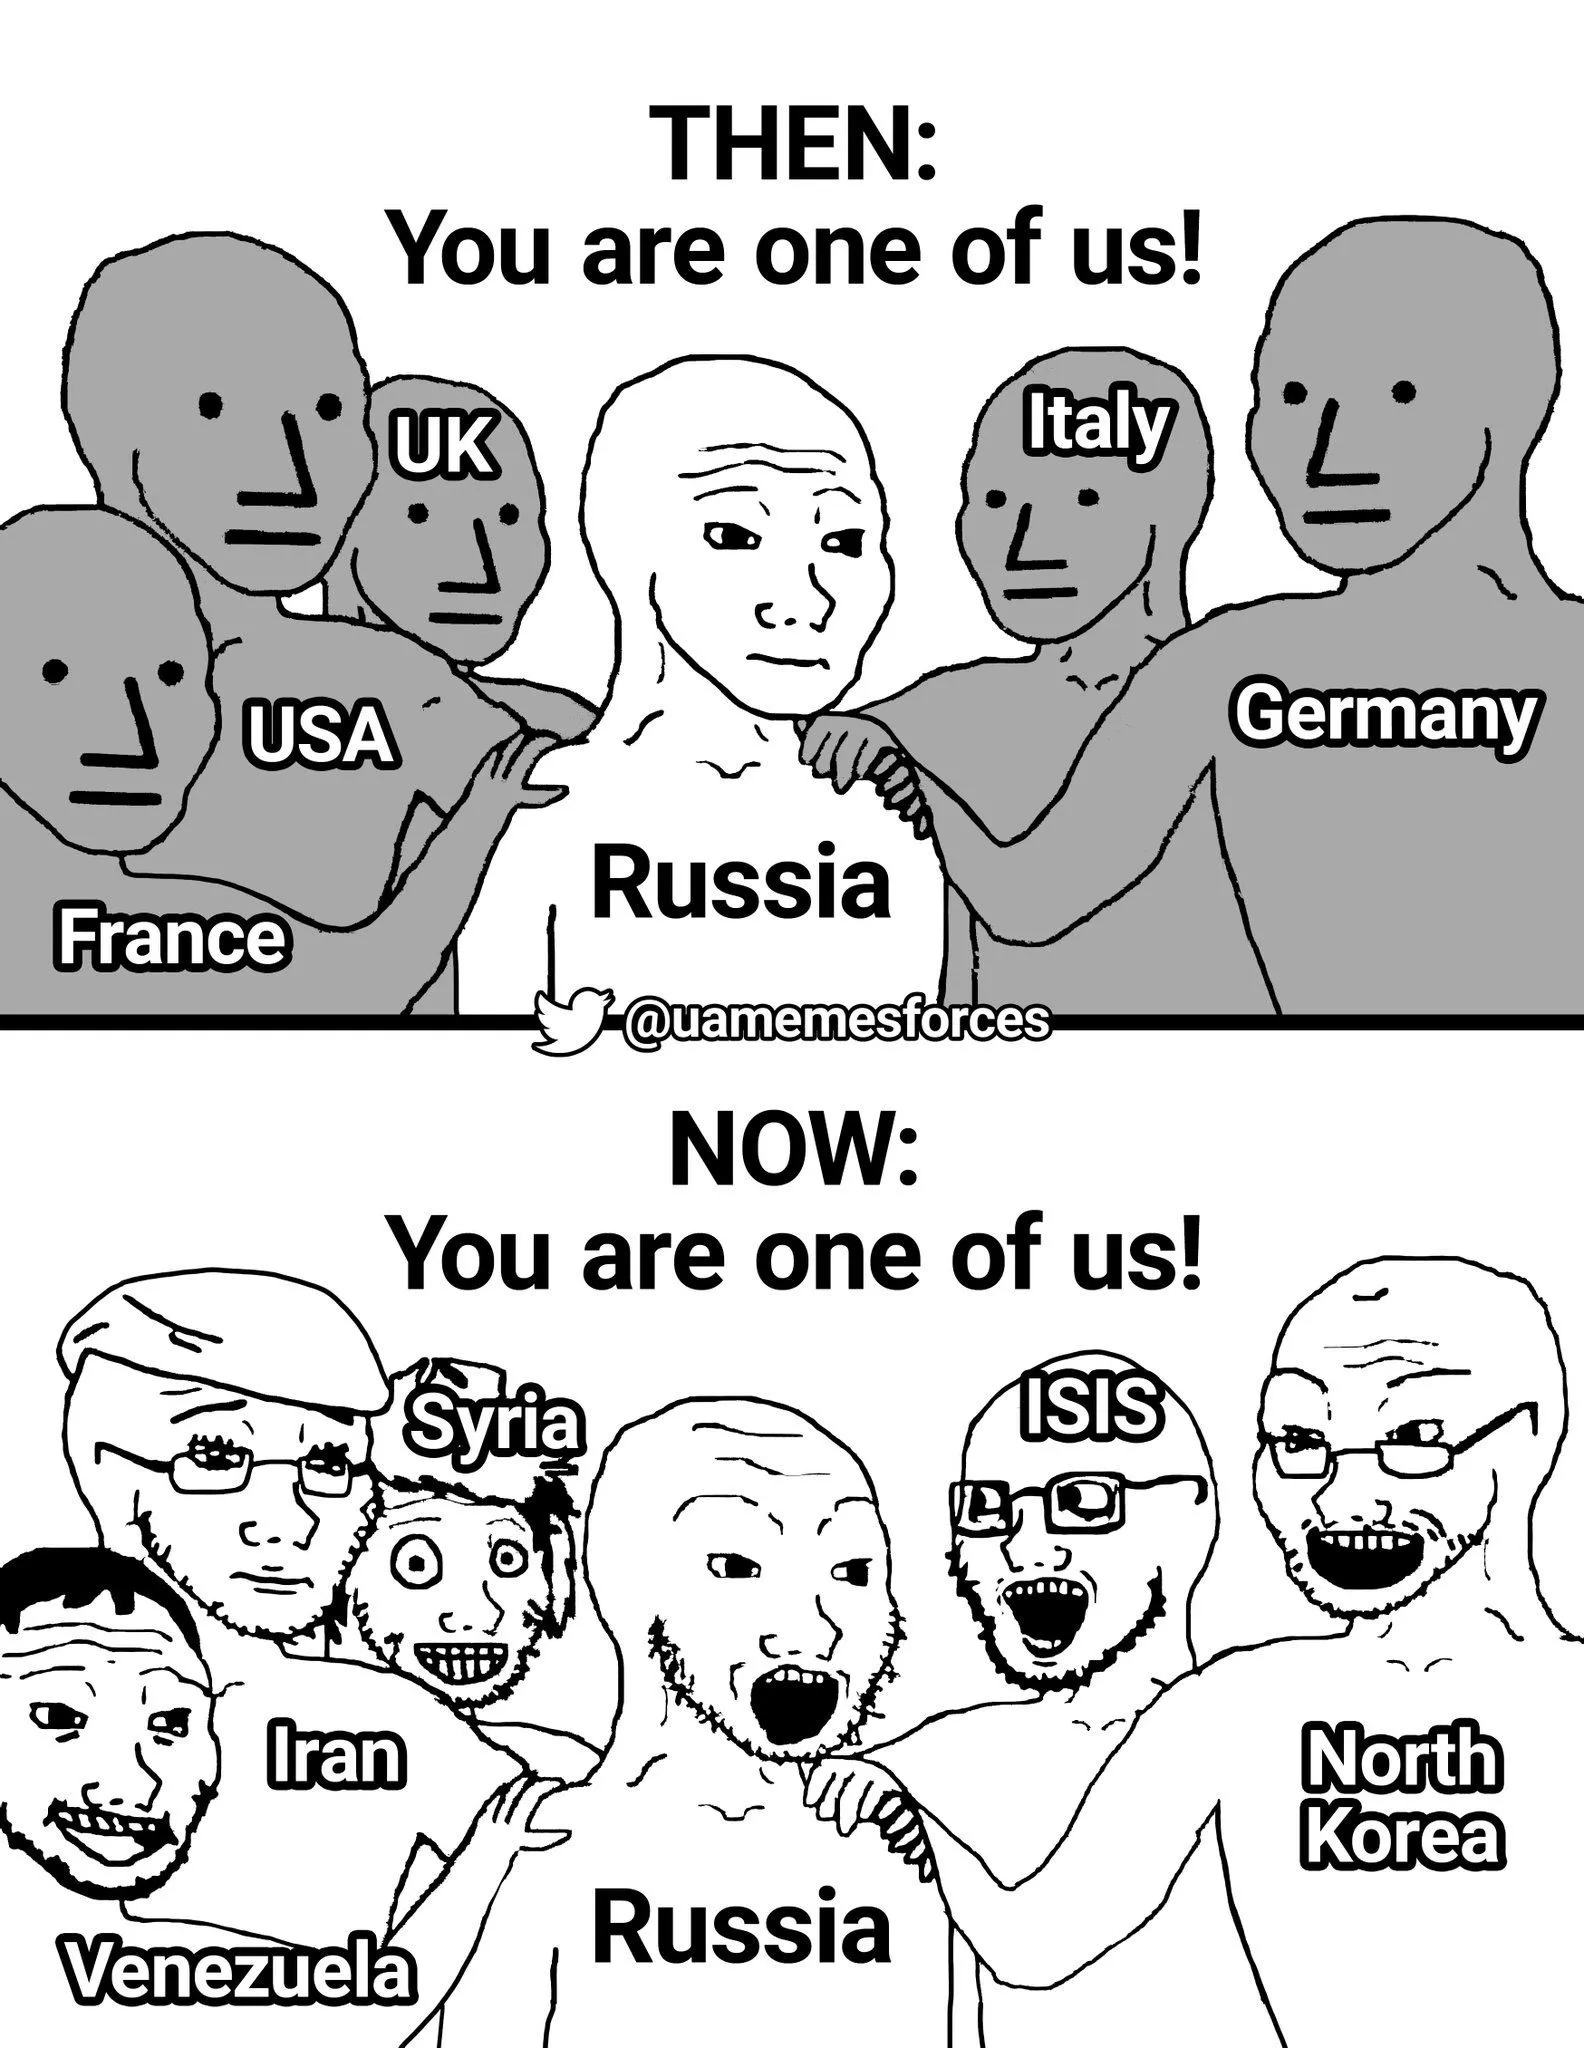 THEN:
You are one of us!
UK
Italy
USA
Germany
Russia
France
@uamemesforces
NOW:
You are one of us!
Syria
ISIS
Iran
North
Korea
Russia
Venezuela